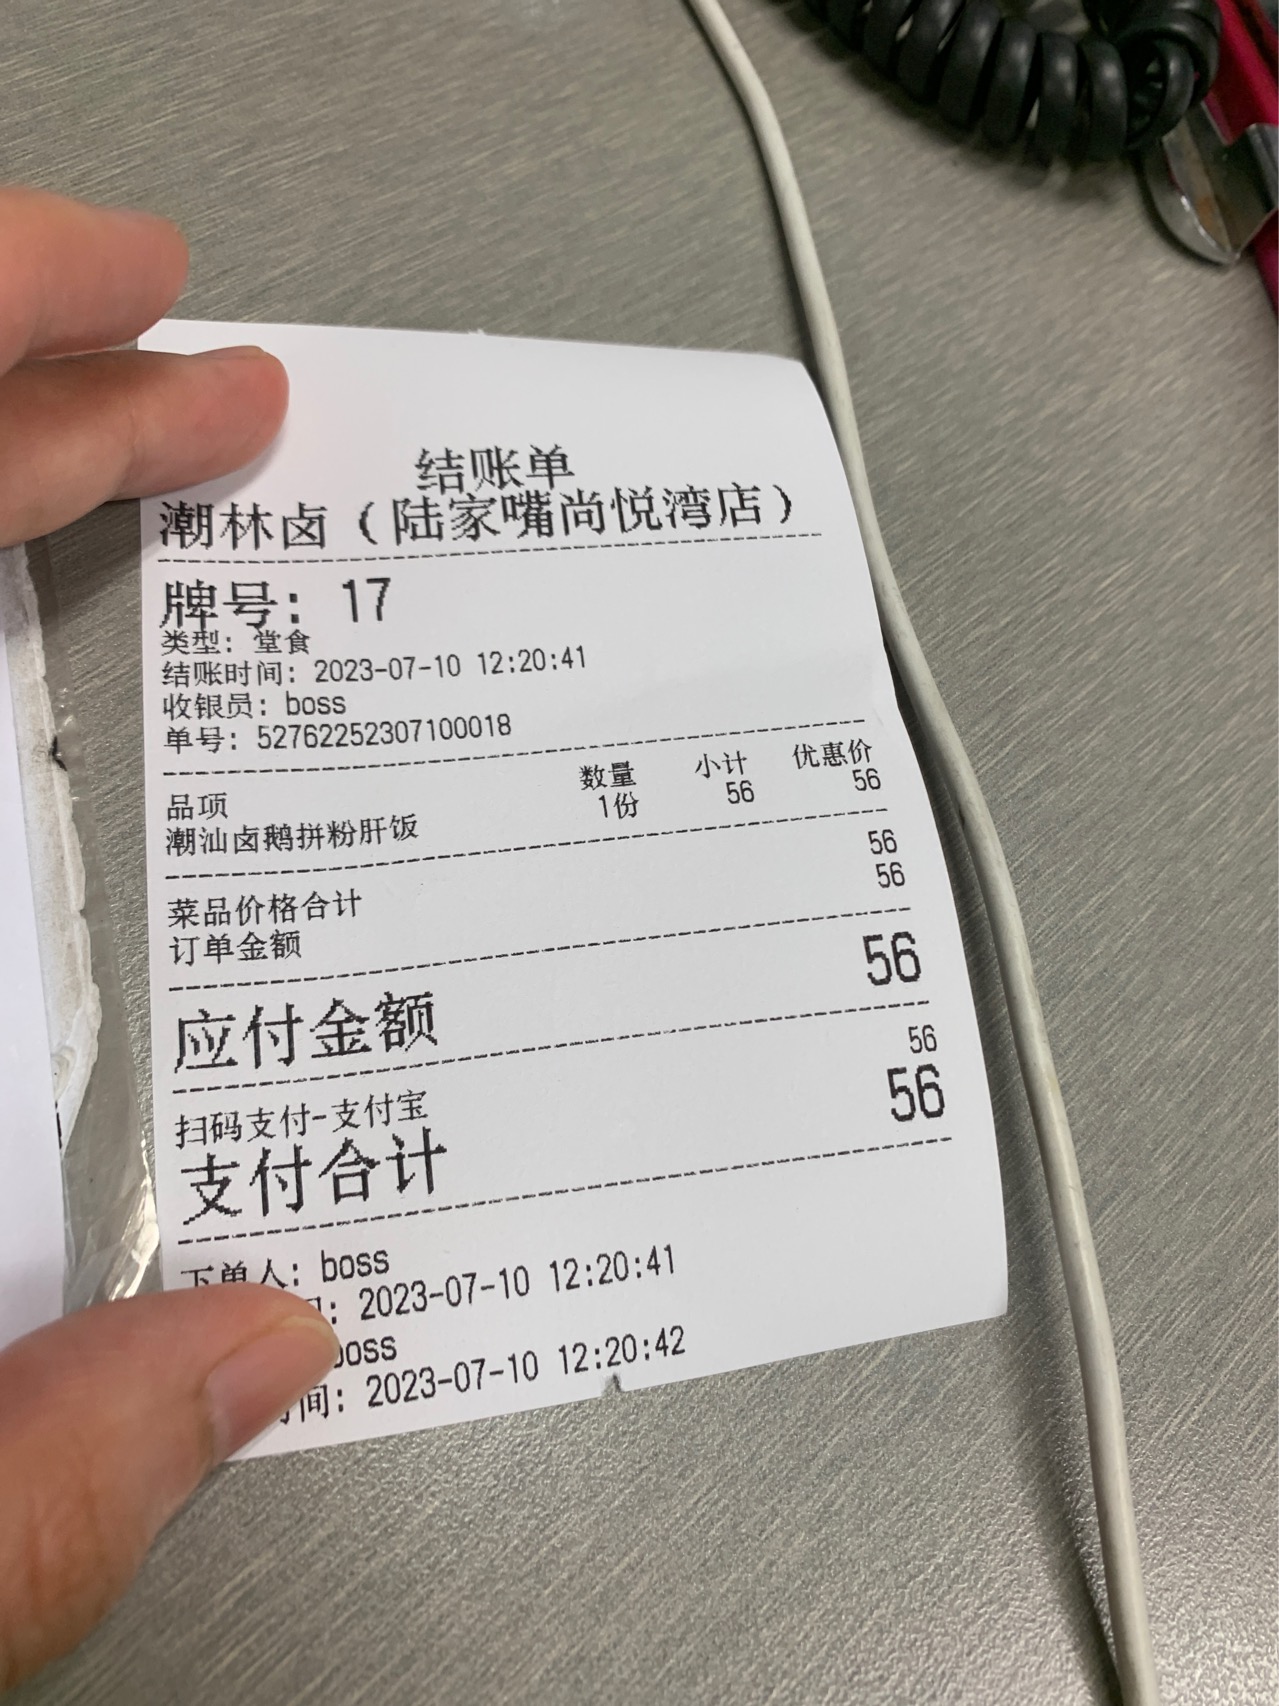 结账单
潮林卤（陆家嘴尚悦湾店）
牌号: 17
类型: 堂食
结账时间: 2023-07-10 12:20:41
收银员: boss
单号: 52762252307100018
品项 数量 小计 优惠价
潮汕卤鹅拼粉肝饭 1份 56 56
菜品价格合计 56
订单金额 56
应付金额 56
扫码支付-支付宝 56
支付合计 56
下单人: boss
: 2023-07-10 12:20:41
boss
间: 2023-07-10 12:20:42